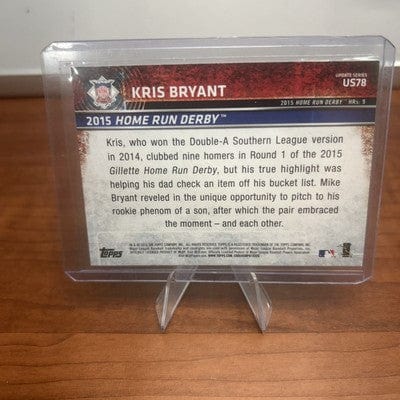 KRIS BRYANT
UPDATE SERIES
US78
2015 HOME RUN DERBY HRs: 9
2015 HOME RUN DERBY™
Kris, who won the Double-A Southern League version
in 2014, clubbed nine homers in Round 1 of the 2015
Gillette Home Run Derby, but his true highlight was
helping his dad check an item off his bucket list. Mike
Bryant reveled in the unique opportunity to pitch to his
rookie phenom of a son, after which the pair embraced
the moment – and each other.
TOPPS